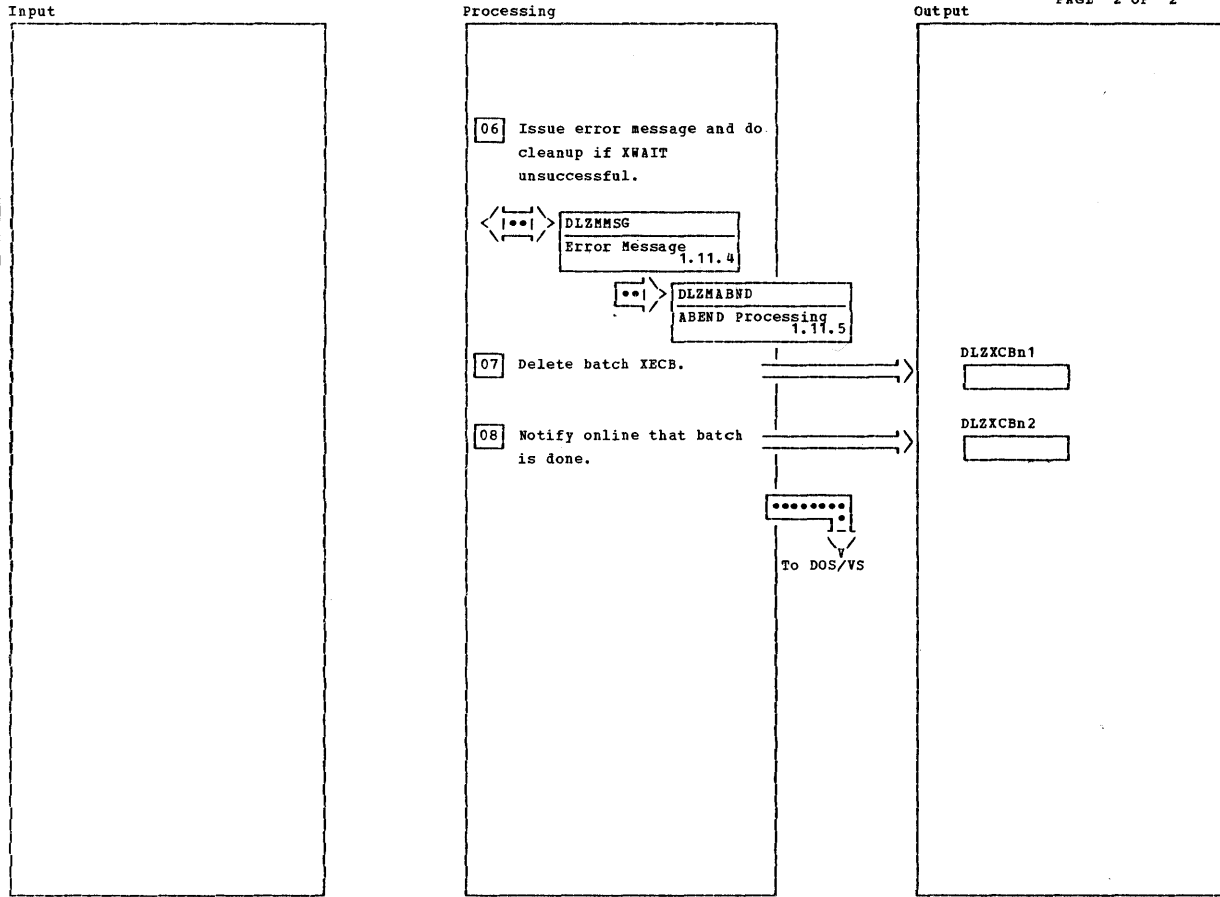 PAGE 2 OF 2
Input
Processing
Output
06 Issue error message and do
cleanup if XWAIT
unsuccessful.
DLZMMSG
Error Message
1.11.4
DLZMABND
ABEND Processing
1.11.5
07 Delete batch XECB.
DLZXCBn1
08 Notify online that batch
is done.
DLZXCBn2
To DOS/VS